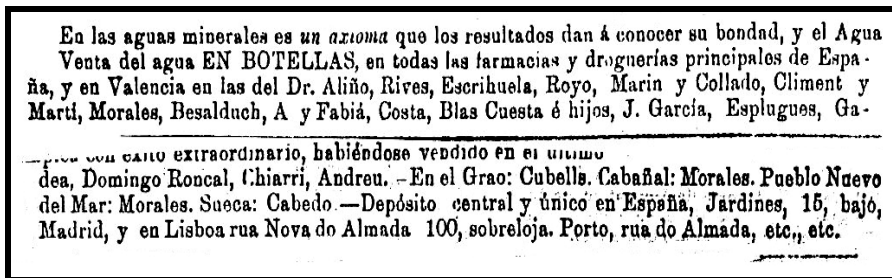 En las aguas minerales es un axioma que los resultados dan á conocer su bondad, y el Agua
Venta del agua EN BOTELLAS, en todas las farmacias y droguerías principales de Espa-
ña, y en Valencia en las del Dr. Aliño, Rives, Escrihuela, Royo, Marin y Collado, Climent y
Martí, Morales, Besalduch, A y Fabiá, Costa, Blas Cuesta é hijos, J. García, Esplugues, Ga-
con exito extraordinario, habiéndose vendido en el último
dea, Domingo Roncal, Chiarri, Andreu.—En el Grao: Cubells. Cabañal: Morales. Pueblo Nuevo
del Mar: Morales. Sueca: Cabedo.—Depósito central y único en España, Jardines, 15, bajo,
Madrid, y en Lisboa rua Nova do Almada 100, sobreloja. Porto, rua do Almada, etc., etc.